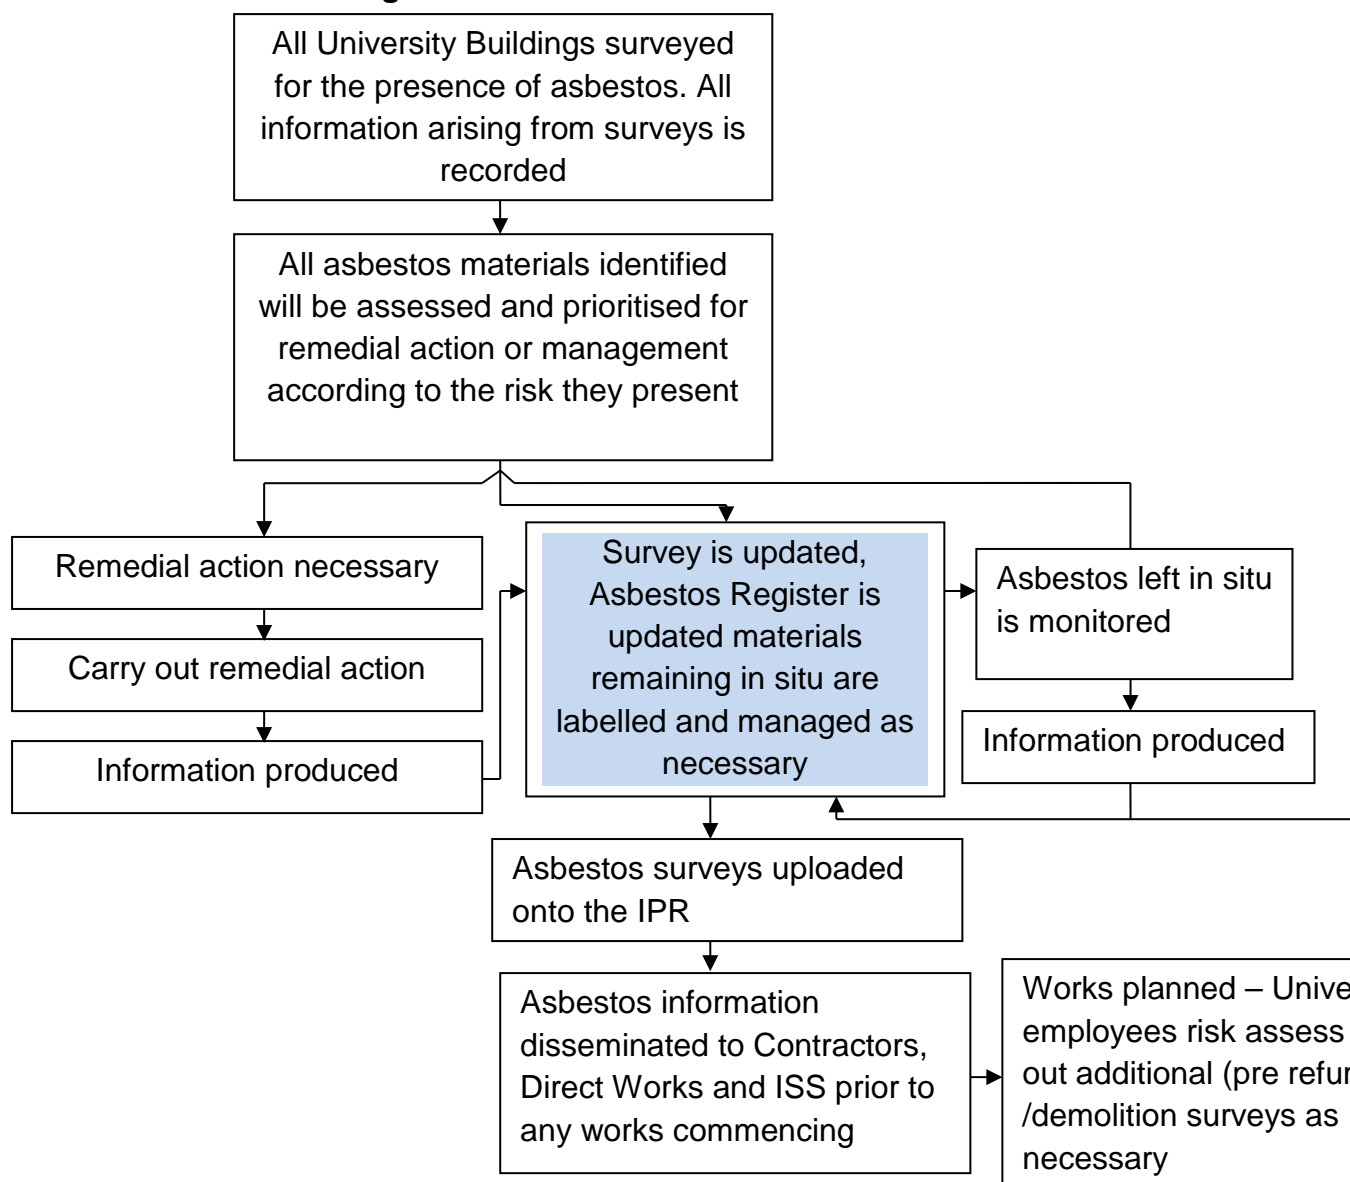 All University Buildings surveyed
for the presence of asbestos. All
information arising from surveys is
recorded
All asbestos materials identified
will be assessed and prioritised for
remedial action or management
according to the risk they present
Remedial action necessary
Carry out remedial action
Information produced
Survey is updated,
Asbestos Register is
updated materials
remaining in situ are
labelled and managed as
necessary
Asbestos left in situ
is monitored
Information produced
Asbestos surveys uploaded
onto the IPR
Asbestos information
disseminated to Contractors,
Direct Works and ISS prior to
any works commencing
Works planned –
employees risk assess
out additional (pre
/demolition surveys as
necessary